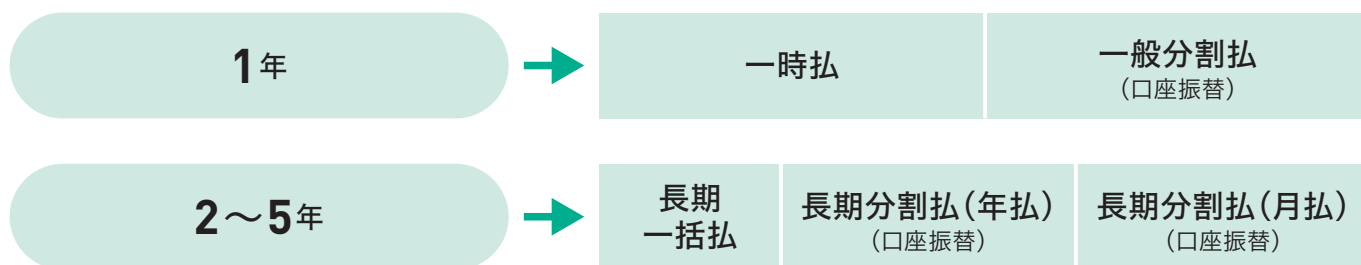 1年
一時払
一般分割払
（口座振替）
2～5年
長期
一括払
長期分割払（年払）
（口座振替）
長期分割払（月払）
（口座振替）